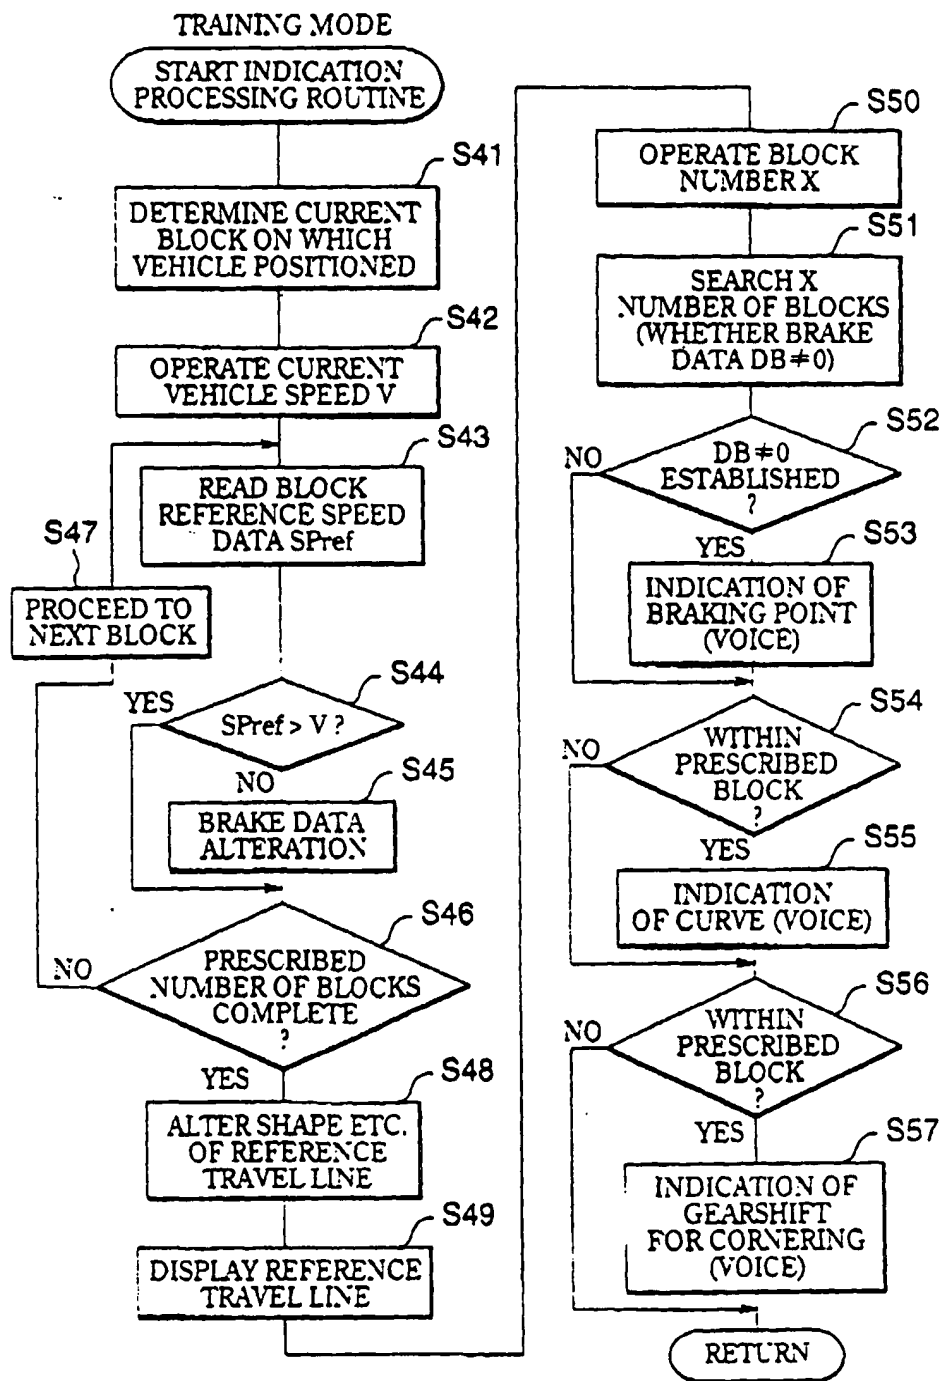 TRAINING MODE
START INDICATION
PROCESSING ROUTINE
S41
DETERMINE CURRENT
BLOCK ON WHICH
VEHICLE POSITIONED
S42
OPERATE CURRENT
VEHICLE SPEED V
S43
READ BLOCK
REFERENCE SPEED
DATA SPref
S47
PROCEED TO
NEXT BLOCK
S44
YES
SPref > V ?
NO
S45
BRAKE DATA
ALTERATION
S46
NO
PRESCRIBED
NUMBER OF BLOCKS
COMPLETE
?
YES
S48
ALTER SHAPE ETC.
OF REFERENCE
TRAVEL LINE
S49
DISPLAY REFERENCE
TRAVEL LINE
S50
OPERATE BLOCK
NUMBER X
S51
SEARCH X
NUMBER OF BLOCKS
(WHETHER BRAKE
DATA DB≠0)
S52
NO
DB≠0
ESTABLISHED
?
YES
S53
INDICATION OF
BRAKING POINT
(VOICE)
S54
NO
WITHIN
PRESCRIBED
BLOCK
?
YES
S55
INDICATION
OF CURVE (VOICE)
S56
NO
WITHIN
PRESCRIBED
BLOCK
?
YES
S57
INDICATION OF
GEARSHIFT
FOR CORNERING
(VOICE)
RETURN